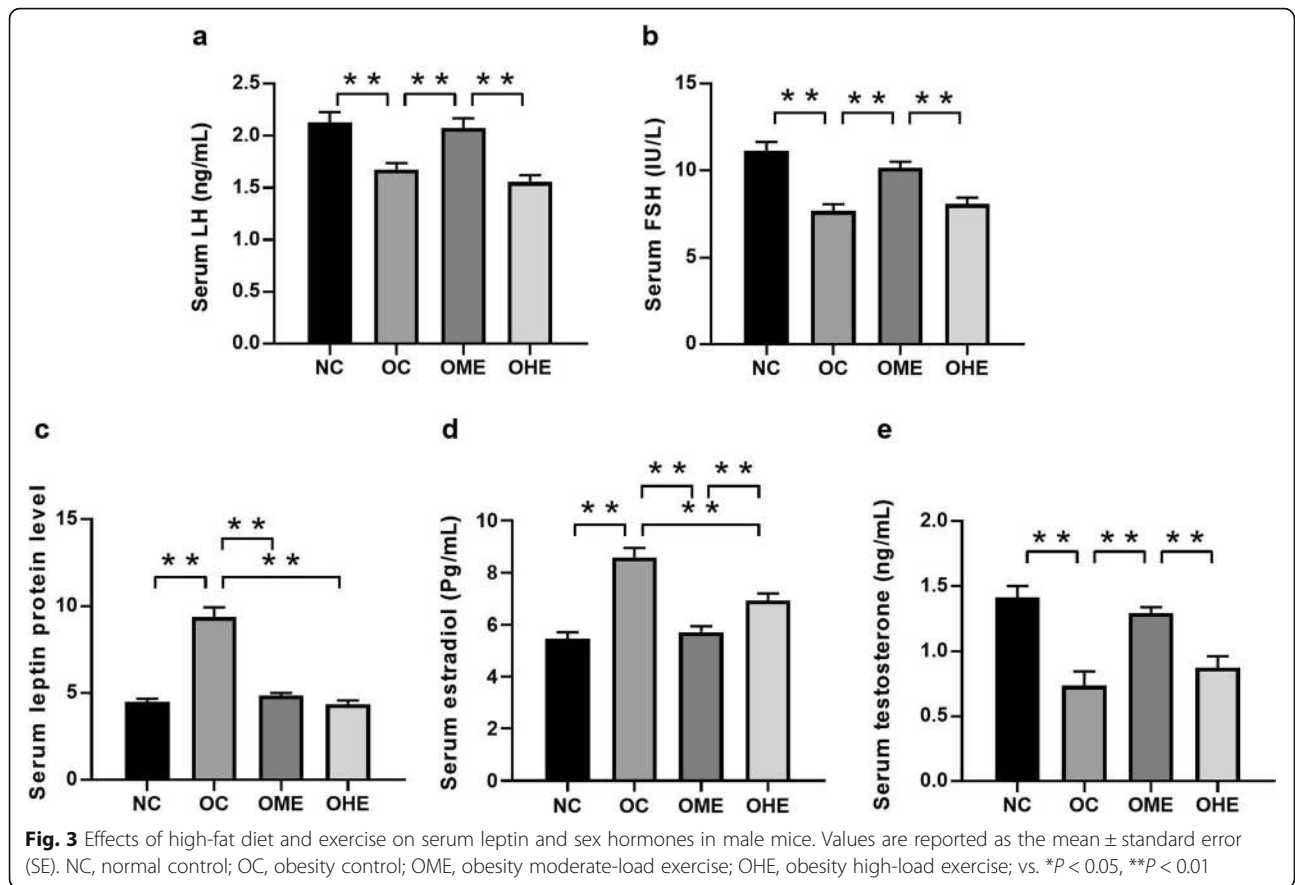 a
Serum LH (ng/mL)
2.5
2.0
1.5
1.0
0.5
0.0
* * * * * *
NC OC OME OHE
b
Serum FSH (IU/L)
15
10
5
0
* * * * * *
NC OC OME OHE
c
Serum leptin protein level
15
10
5
0
* *
* * * *
NC OC OME OHE
d
Serum estradiol (Pg/mL)
10
8
6
4
2
0
* * * *
* * * *
NC OC OME OHE
e
Serum testosterone (ng/mL)
2.0
1.5
1.0
0.5
0.0
* * * * * *
NC OC OME OHE
Fig. 3 Effects of high-fat diet and exercise on serum leptin and sex hormones in male mice. Values are reported as the mean ± standard error
(SE). NC, normal control; OC, obesity control; OME, obesity moderate-load exercise; OHE, obesity high-load exercise; vs. *P < 0.05, **P < 0.01